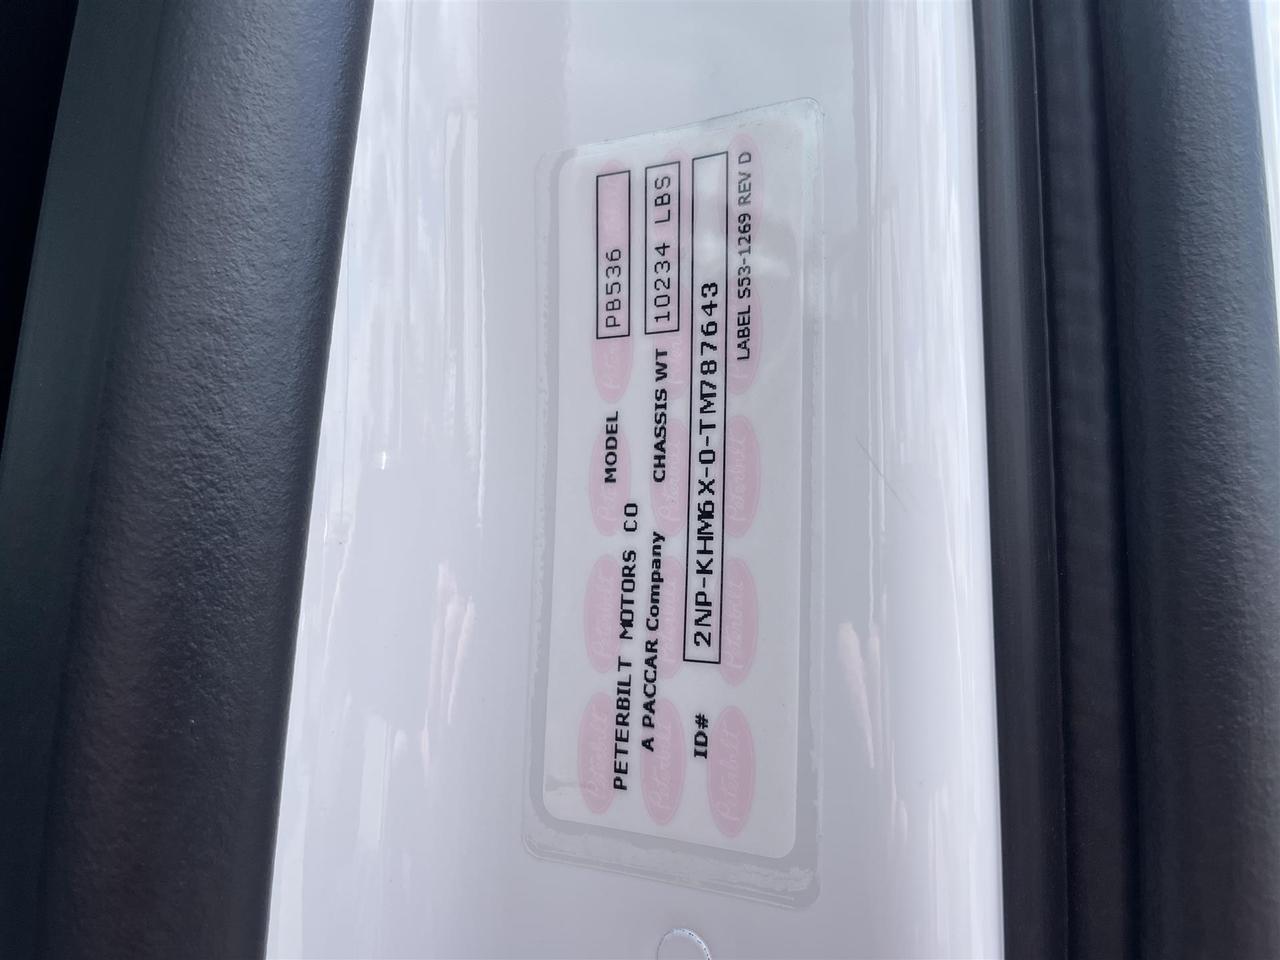 MODEL PB536
PETERBILT MOTORS CO
A PACCAR Company CHASSIS WT 10234 LBS
ID# 2NP-KHM6X-0-TM787643
LABEL S53-1269 REV D
Peterbilt